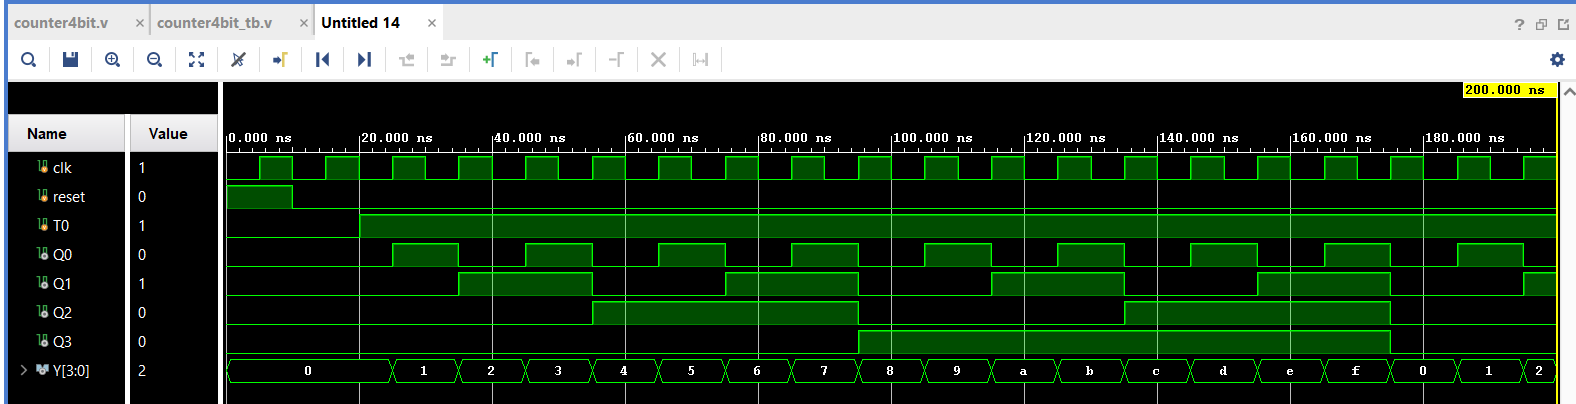 counter4bit.v × counter4bit_tb.v × Untitled 14 ×
?
200.000 ns
Name Value
0.000 ns 20.000 ns 40.000 ns 60.000 ns 80.000 ns 100.000 ns 120.000 ns 140.000 ns 160.000 ns 180.000 ns
clk 1
reset 0
T0 1
Q0 0
Q1 1
Q2 0
Q3 0
Y[3:0] 2 0 1 2 3 4 5 6 7 8 9 a b c d e f 0 1 2